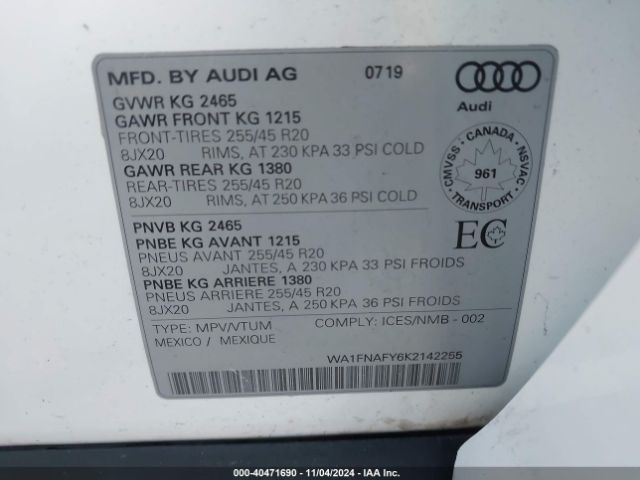 MFD. BY AUDI AG 07 19
Audi
GVWR KG 2465
GAWR FRONT KG 1215
FRONT-TIRES 255/45 R20
8JX20 RIMS, AT 230 KPA 33 PSI COLD
GAWR REAR KG 1380
REAR-TIRES 255/45 R20
8JX20 RIMS, AT 250 KPA 36 PSI COLD
CMVSS - CANADA - NSVAC
961
TRANSPORT
PNVB KG 2465
PNBE KG AVANT 1215
PNEUS AVANT 255/45 R20
8JX20 JANTES, A 230 KPA 33 PSI FROIDS
PNBE KG ARRIERE 1380
PNEUS ARRIERE 255/45 R20
8JX20 JANTES, A 250 KPA 36 PSI FROIDS
EC
TYPE: MPV/VTUM COMPLY: ICES/NMB - 002
MEXICO / MEXIQUE
WA1FNAFY6K2142255
© 2000-2024 - 40471690 - 11/04/2024 - IAA Inc.